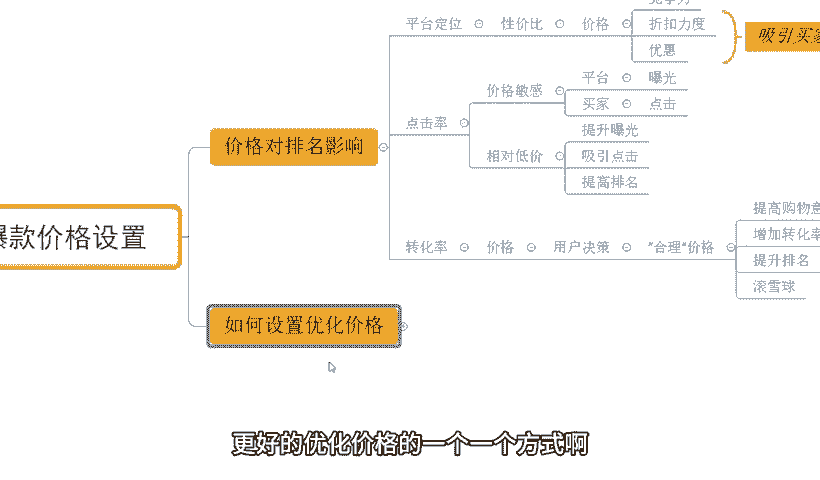 平台定位
性价比
价格
折扣力度
优惠
吸引买
价格敏感
平台
曝光
买家
点击
点击率
相对低价
提升曝光
吸引点击
提高排名
价格对排名影响
转化率
价格
用户决策
"合理"价格
提高购物意
增加转化率
提升排名
滚雪球
爆款价格设置
如何设置优化价格
更好的优化价格的一个一个方式啊